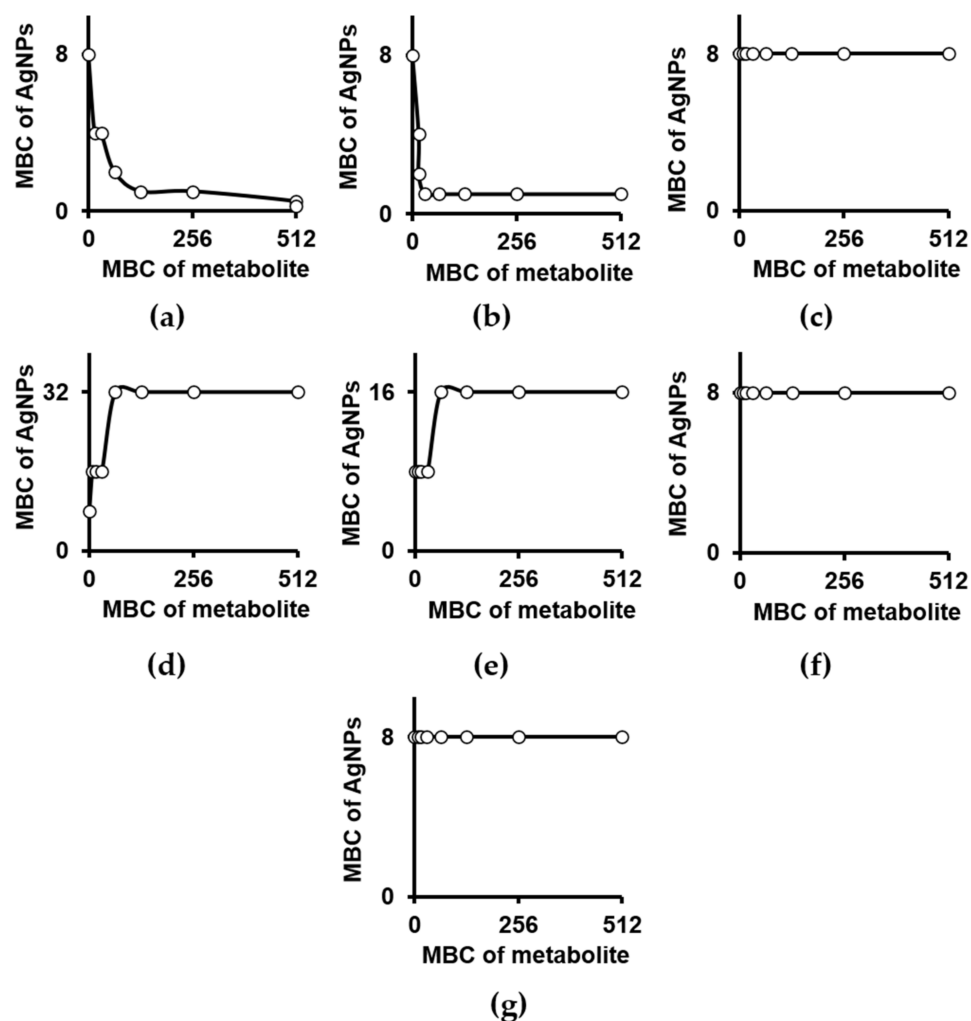 MBC of AgNPs
8
0
0 256 512
MBC of metabolite
(a)
MBC of AgNPs
8
0
0 256 512
MBC of metabolite
(b)
MBC of AgNPs
8
0
0 256 512
MBC of metabolite
(c)
MBC of AgNPs
32
0
0 256 512
MBC of metabolite
(d)
MBC of AgNPs
16
0
0 256 512
MBC of metabolite
(e)
MBC of AgNPs
8
0
0 256 512
MBC of metabolite
(f)
MBC of AgNPs
8
0
0 256 512
MBC of metabolite
(g)